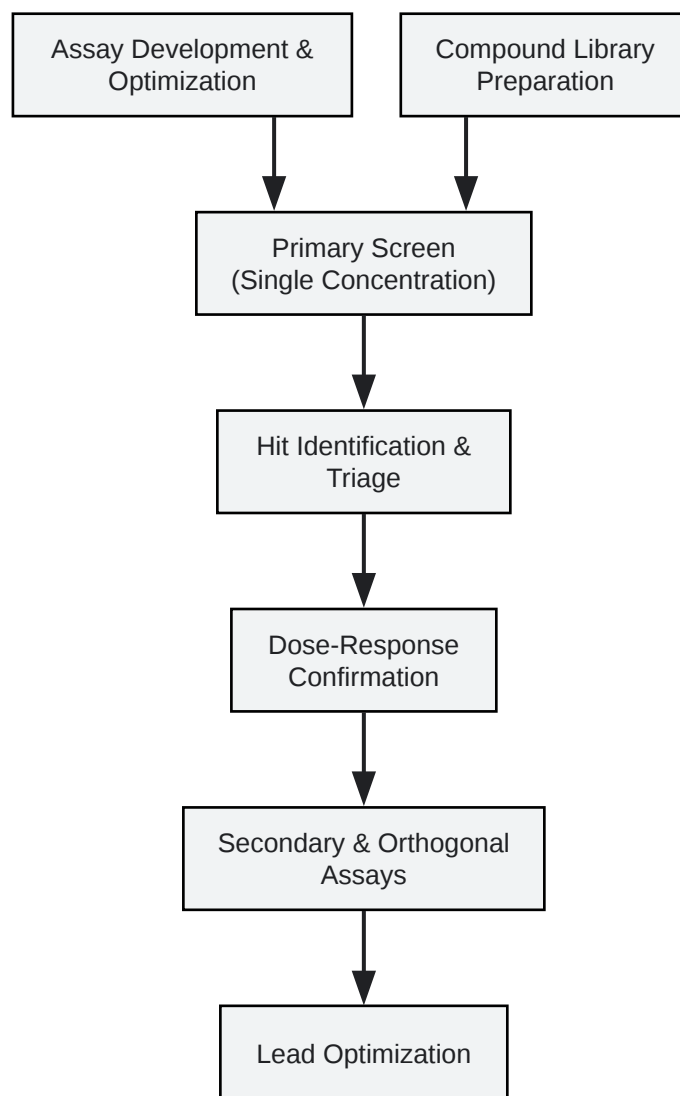 Assay Development &
Optimization
Compound Library
Preparation
Primary Screen
(Single Concentration)
Hit Identification &
Triage
Dose-Response
Confirmation
Secondary & Orthogonal
Assays
Lead Optimization